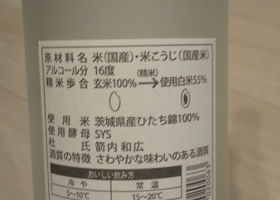 原材料名 米(国産)・米こうじ(国産米)
アルコール分 16度 (精米)
精米歩合 玄米100% → 使用白米55%
使用米 茨城県産ひたち錦100%
使用酵母 SYS
杜氏 箭内和広
酒質の特徴 さわやかな味わいのある酒質
おいしい飲み方
冷や 常温
5～10℃ 15～20℃